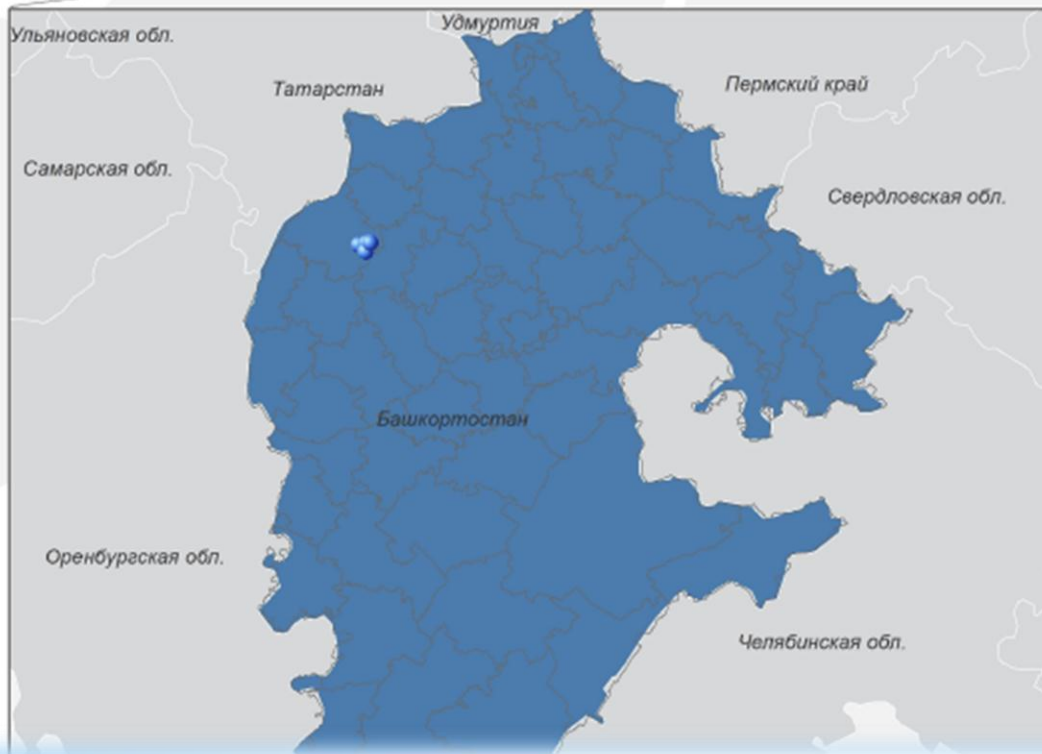 Удмуртия
Ульяновская обл.
Татарстан
Пермский край
Самарская обл.
Свердловская обл.
Башкортостан
Оренбургская обл.
Челябинская обл.